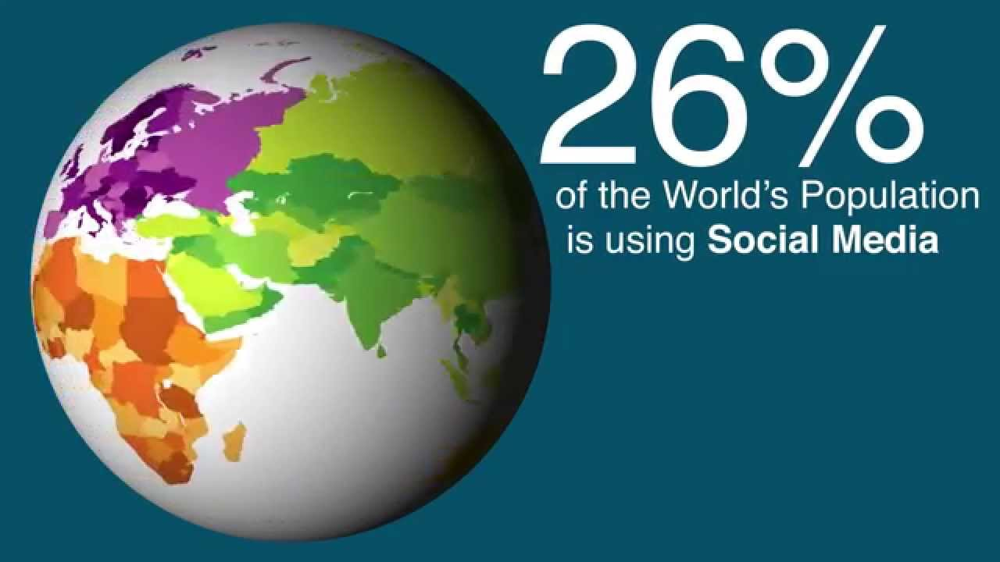 26%
of the World’s Population
is using Social Media